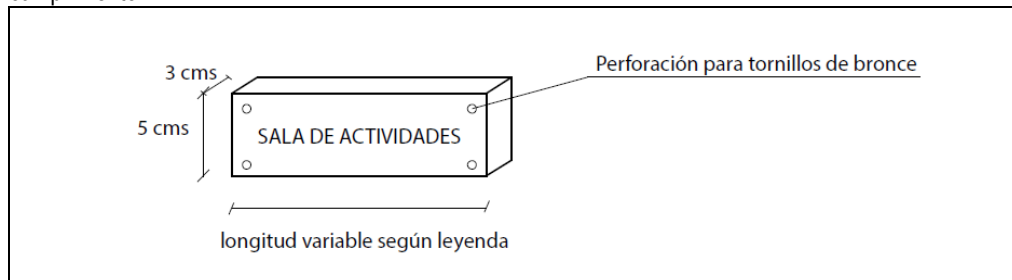 3 cms
Perforación para tornillos de bronce
5 cms
SALA DE ACTIVIDADES
longitud variable según leyenda